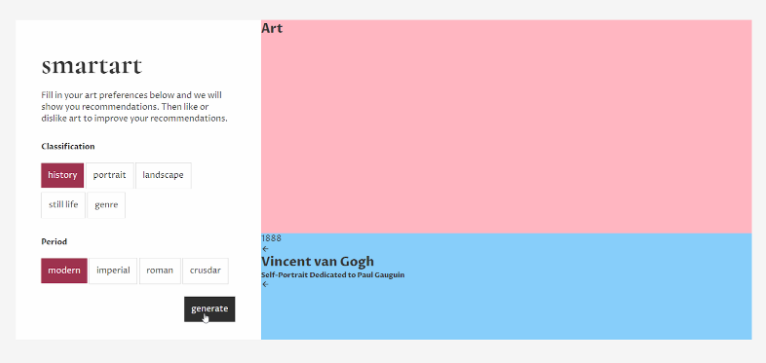 smartart
Fill in your art preferences below and we will
show you recommendations. Then like or
dislike art to improve your recommendations.
Classification
history portrait landscape
still life genre
Period
modern imperial roman crusdar
generate
Art
1888
←
Vincent van Gogh
Self-Portrait Dedicated to Paul Gauguin
←